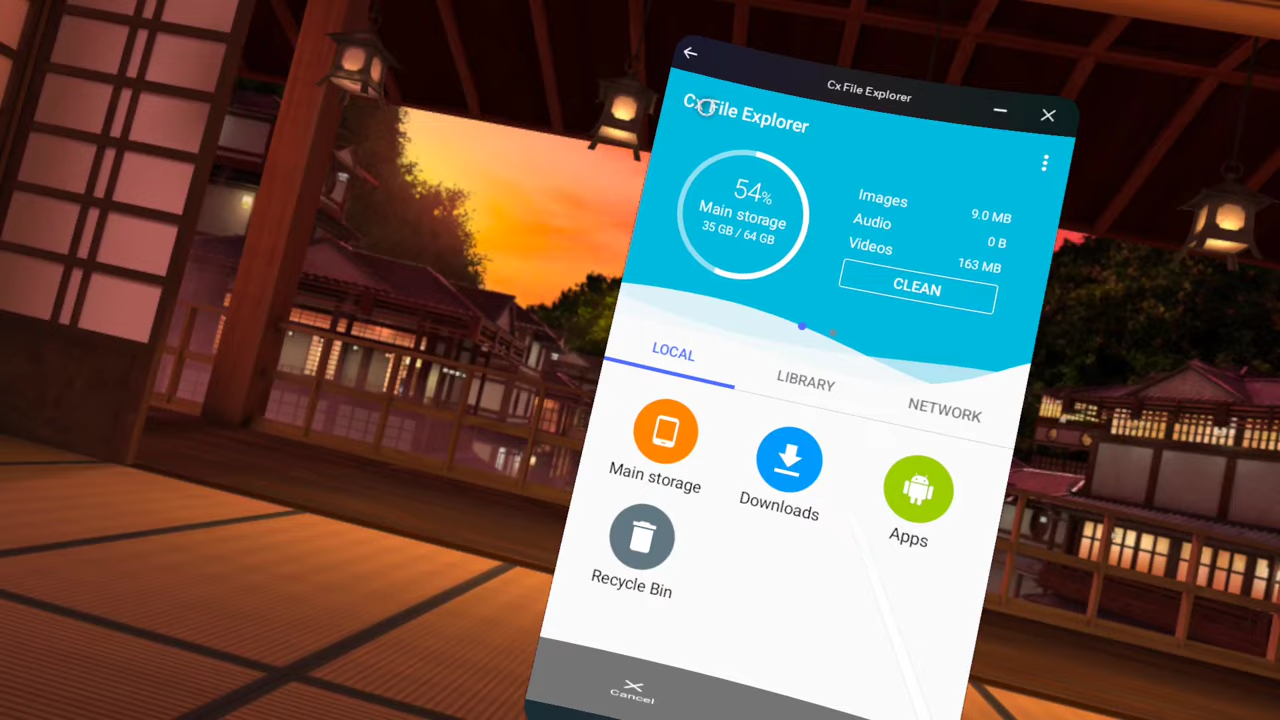 Cx File Explorer
Cx File Explorer
54%
Main storage
35 GB / 64 GB
Images 9.0 MB
Audio 0 B
Videos 163 MB
CLEAN
LOCAL LIBRARY NETWORK
Main storage
Downloads
Apps
Recycle Bin
Cancel